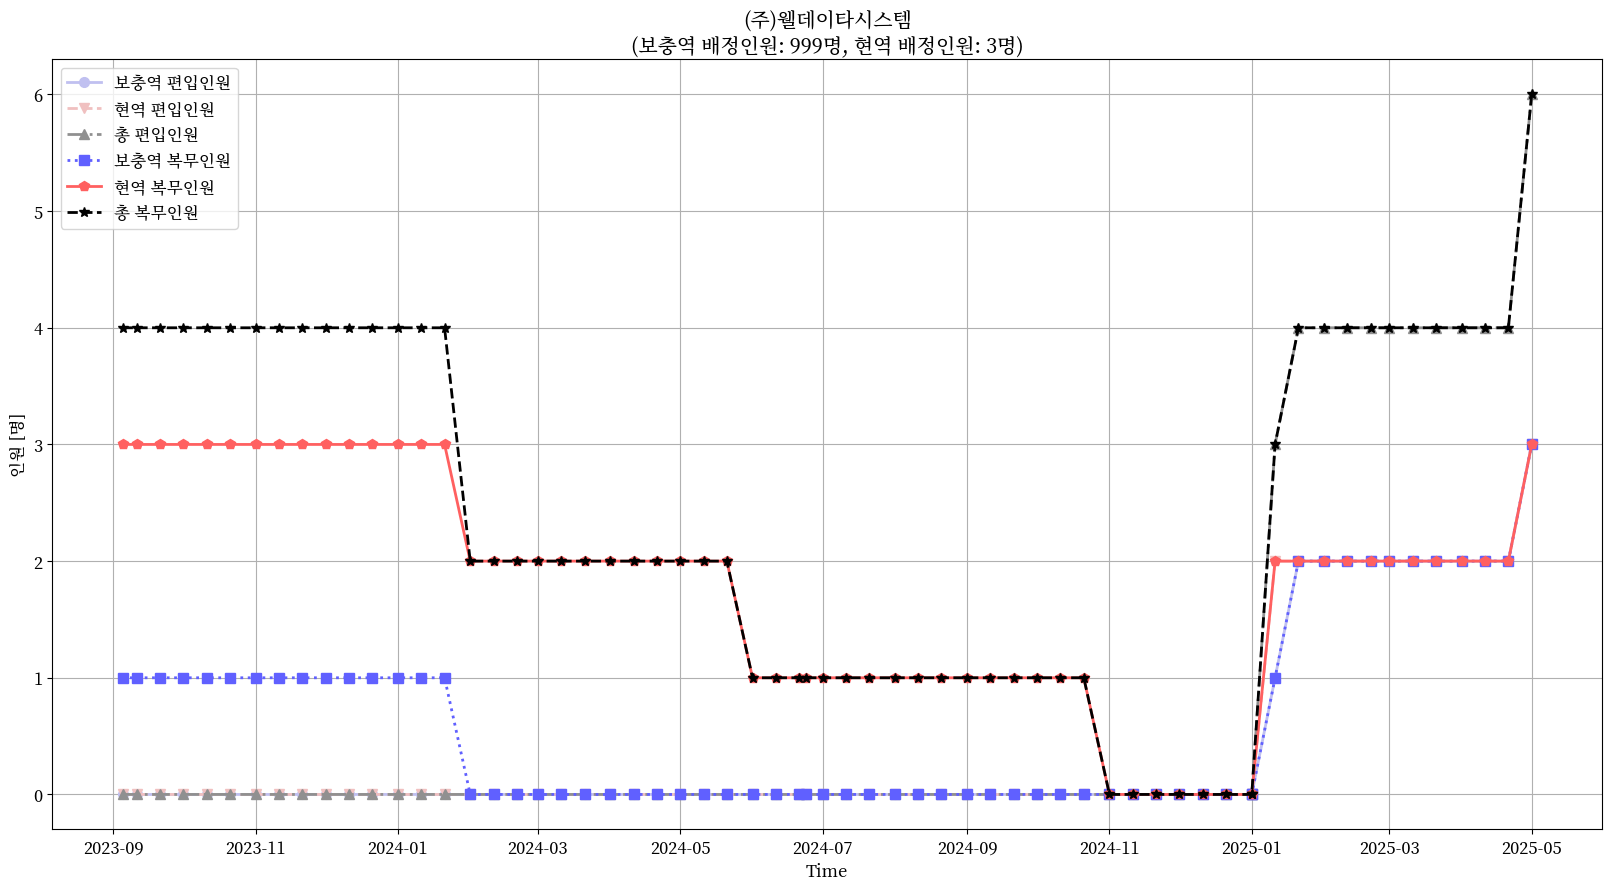 (주)웰데이타시스템
(보충역 배정인원: 999명, 현역 배정인원: 3명)
보충역 편입인원
현역 편입인원
총 편입인원
보충역 복무인원
현역 복무인원
총 복무인원
6
5
4
3
2
1
0
인원 [명]
2023-09
2023-11
2024-01
2024-03
2024-05
2024-07
2024-09
2024-11
2025-01
2025-03
2025-05
Time